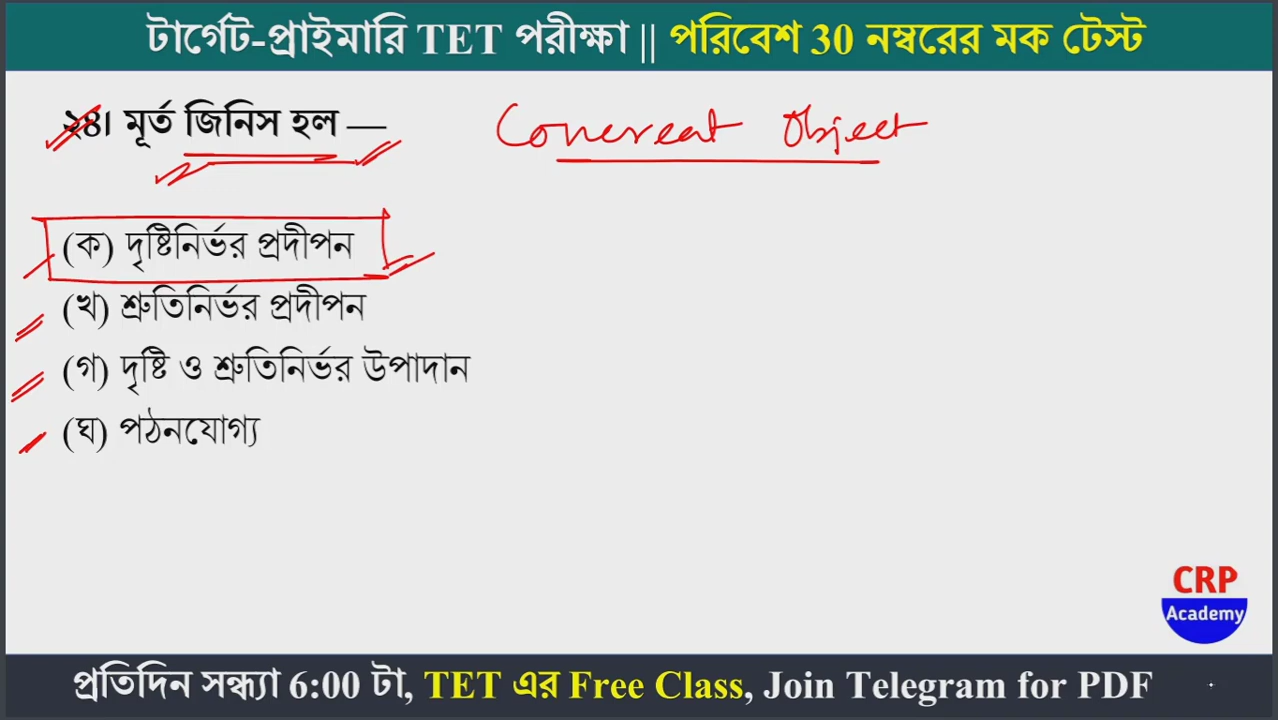 টার্গেট-প্রাইমারি TET পরীক্ষা || পরিবেশ 30 নম্বরের মক টেস্ট
২৪। মূর্ত জিনিস হল —
Concreat Object
(ক) দৃষ্টিনির্ভর প্রদীপন
(খ) শ্রুতিনির্ভর প্রদীপন
(গ) দৃষ্টি ও শ্রুতিনির্ভর উপাদান
(ঘ) পঠনযোগ্য
CRP
Academy
প্রতিদিন সন্ধ্যা 6:00 টা, TET এর Free Class, Join Telegram for PDF